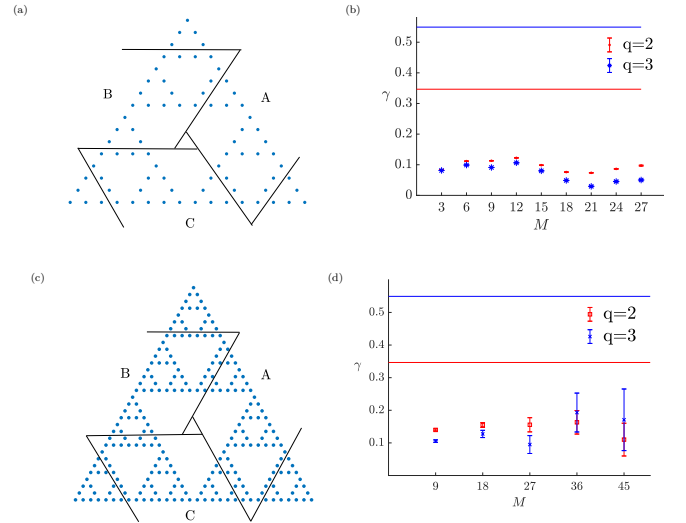 (a)
B
A
C
(b)
0.5
0.4
0.3
0.2
0.1
0
γ
q=2
q=3
3 6 9 12 15 18 21 24 27
M
(c)
B
A
C
(d)
0.5
0.4
0.3
0.2
0.1
γ
q=2
q=3
9 18 27 36 45
M